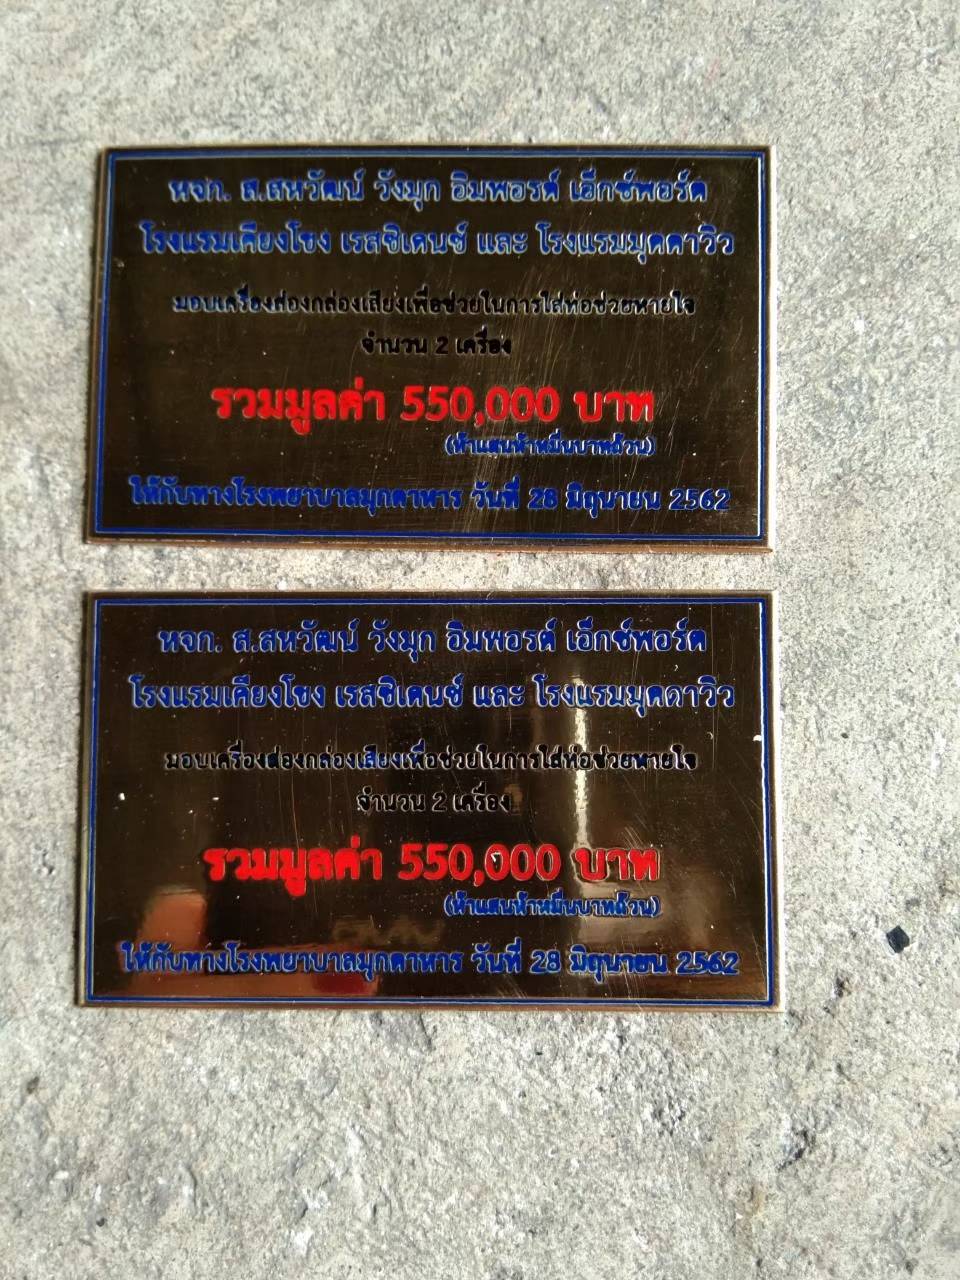 หจก. ส.สหวัฒน์ วังมุก อิมพอรต์ เอ็กซ์พอร์ต
โรงแรมเคียงโขง เรสซิเดนซ์ และ โรงแรมมุคดาวิว
มอบเครื่องส่องกล่องเสียงเพื่อช่วยในการใส่ท่อช่วยหายใจ
จำนวน 2 เครื่อง
รวมมูลค่า 550,000 บาท
(ห้าแสนห้าหมื่นบาทถ้วน)
ให้กับทางโรงพยาบาลมุกดาหาร วันที่ 28 มิถุนายน 2562
หจก. ส.สหวัฒน์ วังมุก อิมพอรต์ เอ็กซ์พอร์ต
โรงแรมเคียงโขง เรสซิเดนซ์ และ โรงแรมมุคดาวิว
มอบเครื่องส่องกล่องเสียงเพื่อช่วยในการใส่ท่อช่วยหายใจ
จำนวน 2 เครื่อง
รวมมูลค่า 550,000 บาท
(ห้าแสนห้าหมื่นบาทถ้วน)
ให้กับทางโรงพยาบาลมุกดาหาร วันที่ 28 มิถุนายน 2562